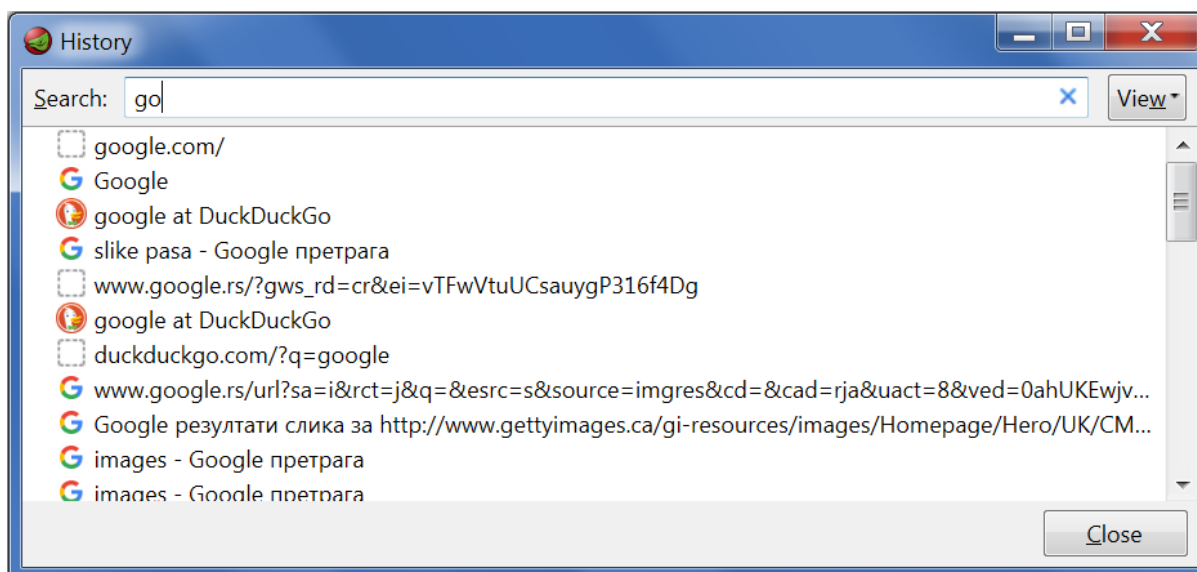 History
Search: go View
google.com/
Google
google at DuckDuckGo
slike pasa - Google претрага
www.google.rs/?gws_rd=cr&ei=vTFwVtuUCsauygP316f4Dg
google at DuckDuckGo
duckduckgo.com/?q=google
www.google.rs/url?sa=i&rct=j&q=&esrc=s&source=imgres&cd=&cad=rja&uact=8&ved=0ahUKEwjv...
Google резултати слика за http://www.gettyimages.ca/gi-resources/images/Homepage/Hero/UK/CM...
images - Google претрага
images - Google претрага
Close